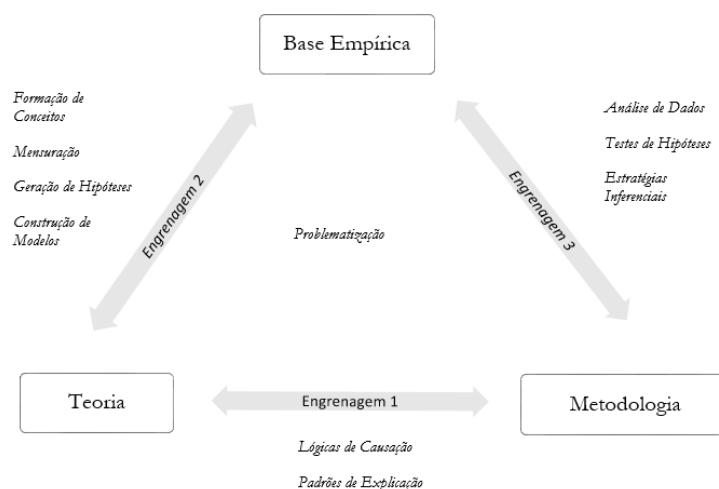 Base Empírica
Formação de
Conceitos
Mensuração
Geração de Hipóteses
Construção de
Modelos
Engrenagem 2
Problematização
Engrenagem 3
Análise de Dados
Testes de Hipóteses
Estratégias
Inferenciais
Teoria
Engrenagem 1
Metodologia
Lógicas de Causação
Padrões de Explicação